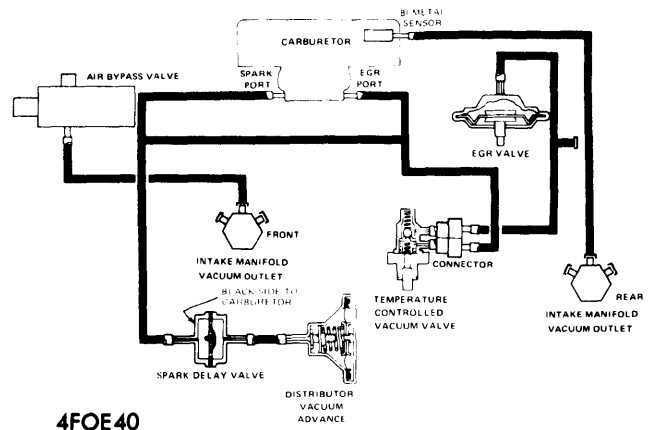 BI METAL
SENSOR
CARBURETOR
AIR BYPASS VALVE
SPARK
PORT
EGR
PORT
EGR VALVE
FRONT
INTAKE MANIFOLD
VACUUM OUTLET
CONNECTOR
BLACK SIDE TO
CARBURETOR
TEMPERATURE
CONTROLLED
VACUUM VALVE
REAR
INTAKE MANIFOLD
VACUUM OUTLET
SPARK DELAY VALVE
DISTRIBUTOR
VACUUM
ADVANCE
4FOE40